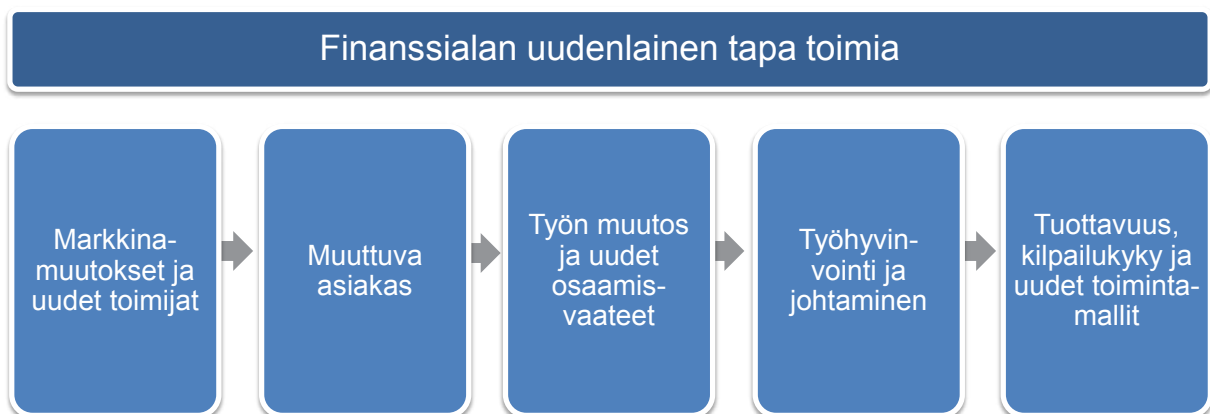 Finanssialan uudenlainen tapa toimia
Markkina-
muutokset ja
uudet toimijat
Muuttuva
asiakas
Työn muutos
ja uudet
osaamis-
vaateet
Työhyvin-
vointi ja
johtaminen
Tuottavuus,
kilpailukyky ja
uudet toiminta-
mallit